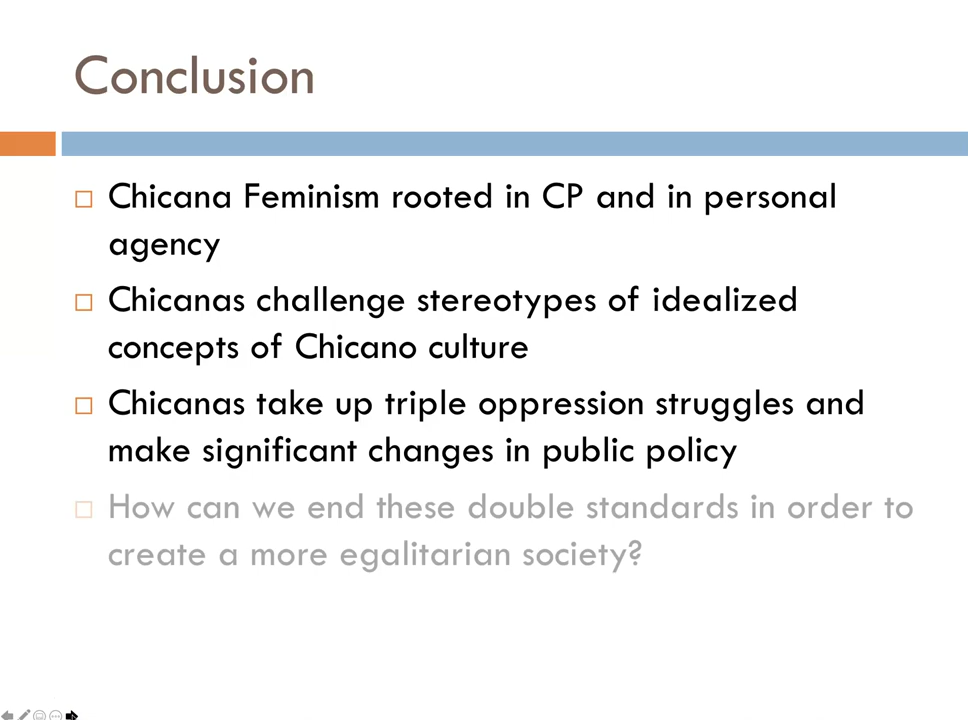 Conclusion
Chicana Feminism rooted in CP and in personal
agency
Chicanas challenge stereotypes of idealized
concepts of Chicano culture
Chicanas take up triple oppression struggles and
make significant changes in public policy
How can we end these double standards in order to
create a more egalitarian society?